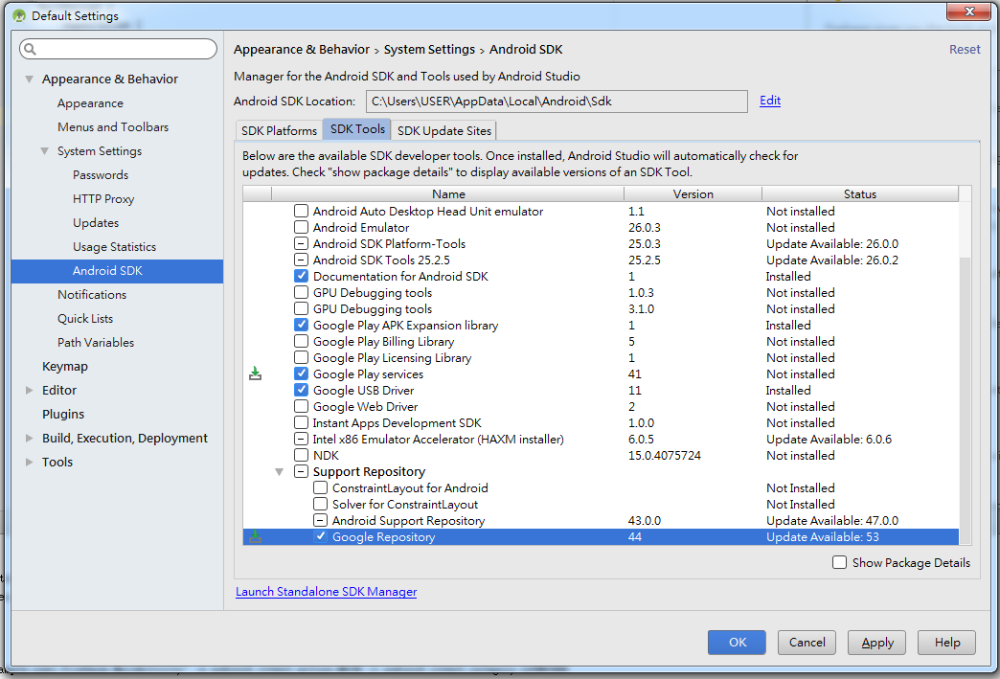 Default Settings
Appearance & Behavior › System Settings › Android SDK
Reset
Appearance & Behavior
Appearance
Menus and Toolbars
System Settings
Passwords
HTTP Proxy
Updates
Usage Statistics
Android SDK
Notifications
Quick Lists
Path Variables
Keymap
Editor
Plugins
Build, Execution, Deployment
Tools
Manager for the Android SDK and Tools used by Android Studio
Android SDK Location: C:\Users\USER\AppData\Local\Android\Sdk Edit
SDK Platforms SDK Tools SDK Update Sites
Below are the available SDK developer tools. Once installed, Android Studio will automatically check for
updates. Check "show package details" to display available versions of an SDK Tool.
Name Version Status
Android Auto Desktop Head Unit emulator 1.1 Not installed
Android Emulator 26.0.3 Not installed
Android SDK Platform-Tools 25.0.3 Update Available: 26.0.0
Android SDK Tools 25.2.5 25.2.5 Update Available: 26.0.2
Documentation for Android SDK 1 Installed
GPU Debugging tools 1.0.3 Not installed
GPU Debugging tools 3.1.0 Not installed
Google Play APK Expansion library 1 Installed
Google Play Billing Library 5 Not installed
Google Play Licensing Library 1 Not installed
Google Play services 41 Not installed
Google USB Driver 11 Installed
Google Web Driver 2 Not installed
Instant Apps Development SDK 1.0.0 Not installed
Intel x86 Emulator Accelerator (HAXM installer) 6.0.5 Update Available: 6.0.6
NDK 15.0.4075724 Not installed
Support Repository
ConstraintLayout for Android Not Installed
Solver for ConstraintLayout Not Installed
Android Support Repository 43.0.0 Update Available: 47.0.0
Google Repository 44 Update Available: 53
Show Package Details
Launch Standalone SDK Manager
OK Cancel Apply Help